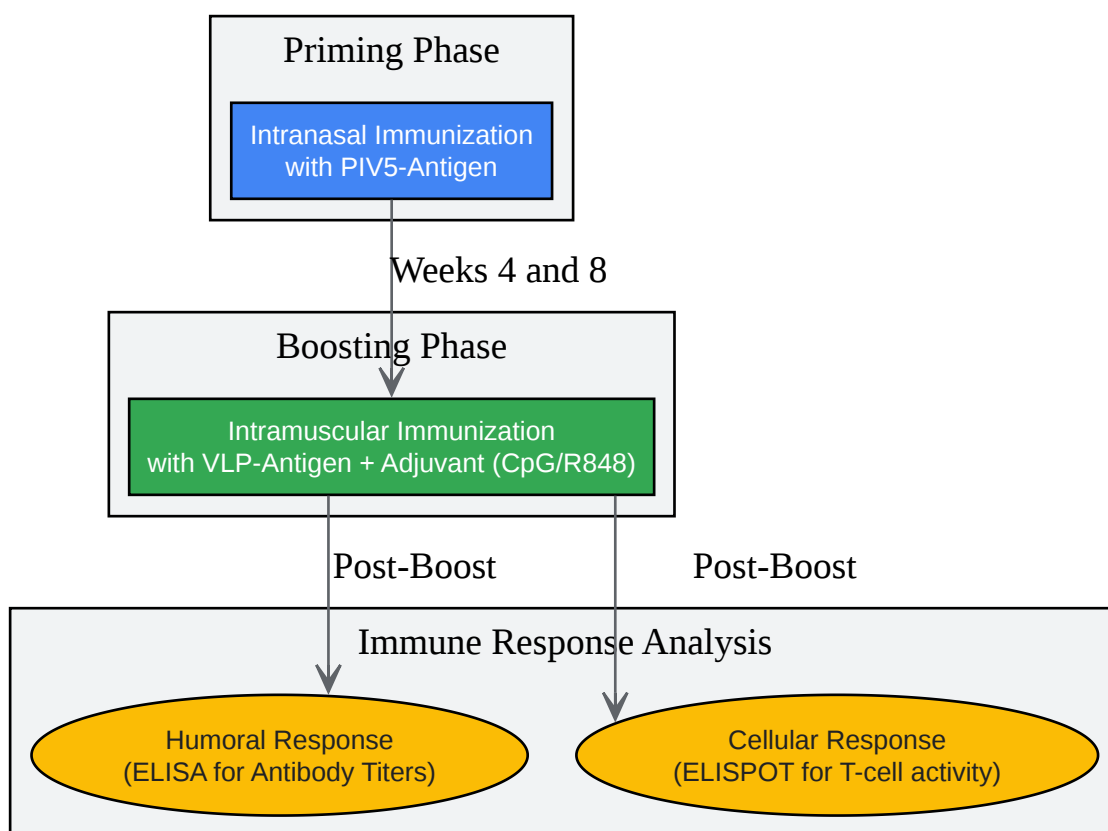 Priming Phase
Intranasal Immunization
with PIV5-Antigen
Weeks 4 and 8
Boosting Phase
Intramuscular Immunization
with VLP-Antigen + Adjuvant (CpG/R848)
Post-Boost
Post-Boost
Immune Response Analysis
Humoral Response
(ELISA for Antibody Titers)
Cellular Response
(ELISPOT for T-cell activity)